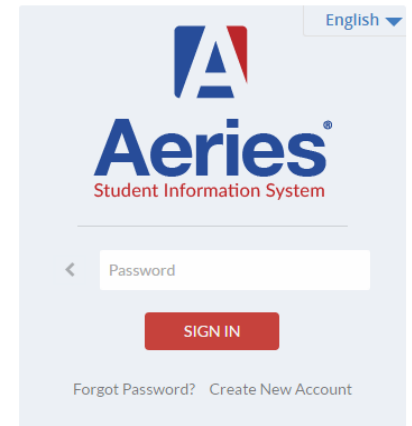 English
Aeries®
Student Information System
Password
SIGN IN
Forgot Password? Create New Account